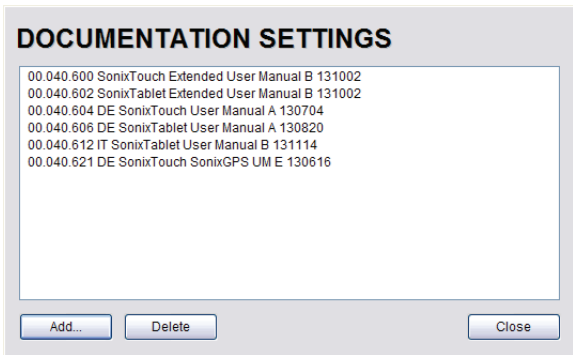 DOCUMENTATION SETTINGS
00.040.600 SonixTouch Extended User Manual B 131002
00.040.602 SonixTablet Extended User Manual B 131002
00.040.604 DE SonixTouch User Manual A 130704
00.040.606 DE SonixTablet User Manual A 130820
00.040.612 IT SonixTablet User Manual B 131114
00.040.621 DE SonixTouch SonixGPS UM E 130616
Add... Delete Close